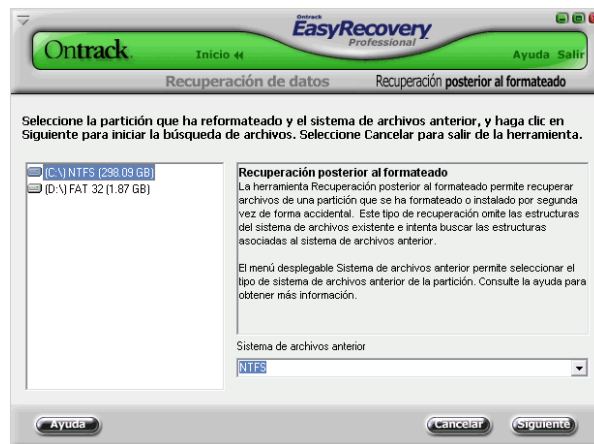 Ontrack
EasyRecovery
Professional
Ontrack
Inicio
Ayuda Salir
Recuperación de datos
Recuperación posterior al formateado
Seleccione la partición que ha reformateado y el sistema de archivos anterior, y haga clic en
Siguiente para iniciar la búsqueda de archivos. Seleccione Cancelar para salir de la herramienta.
(C:\) NTFS (298.09 GB)
(D:\) FAT 32 (1.87 GB)
Recuperación posterior al formateado
La herramienta Recuperación posterior al formateado permite recuperar
archivos de una partición que se ha formateado o instalado por segunda
vez de forma accidental. Este tipo de recuperación omite las estructuras
del sistema de archivos existente e intenta buscar las estructuras
asociadas al sistema de archivos anterior.
El menú desplegable Sistema de archivos anterior permite seleccionar el
tipo de sistema de archivos anterior de la partición. Consulte la ayuda para
obtener más información.
Sistema de archivos anterior
NTFS
Ayuda
Cancelar
Siguiente